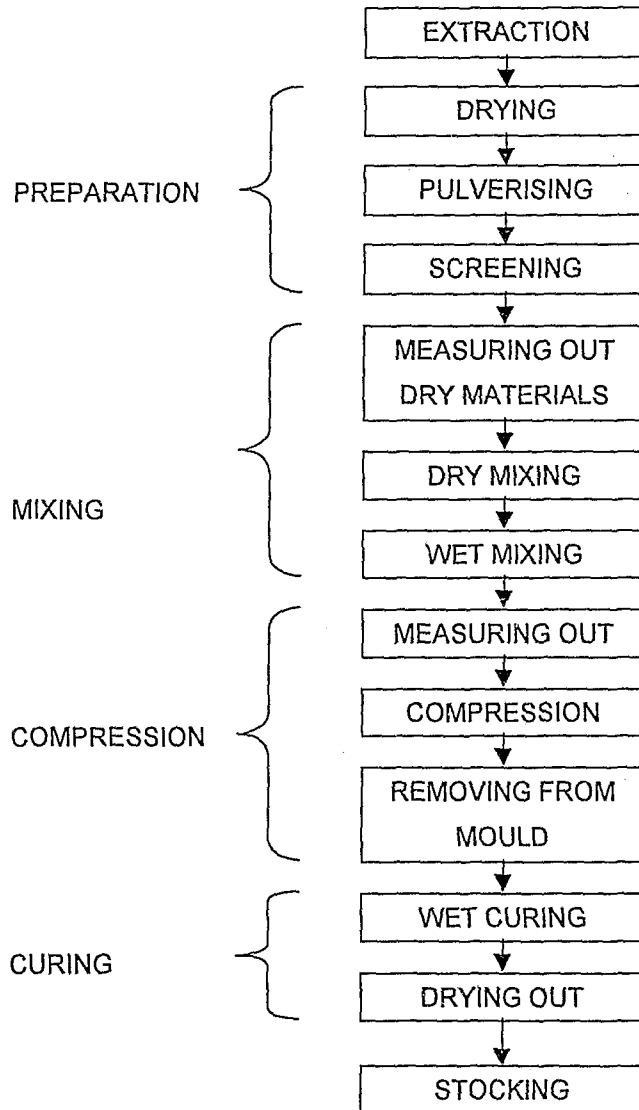 EXTRACTION
DRYING
PREPARATION
PULVERISING
SCREENING
MEASURING OUT
DRY MATERIALS
DRY MIXING
MIXING
WET MIXING
MEASURING OUT
COMPRESSION
COMPRESSION
REMOVING FROM
MOULD
WET CURING
CURING
DRYING OUT
STOCKING